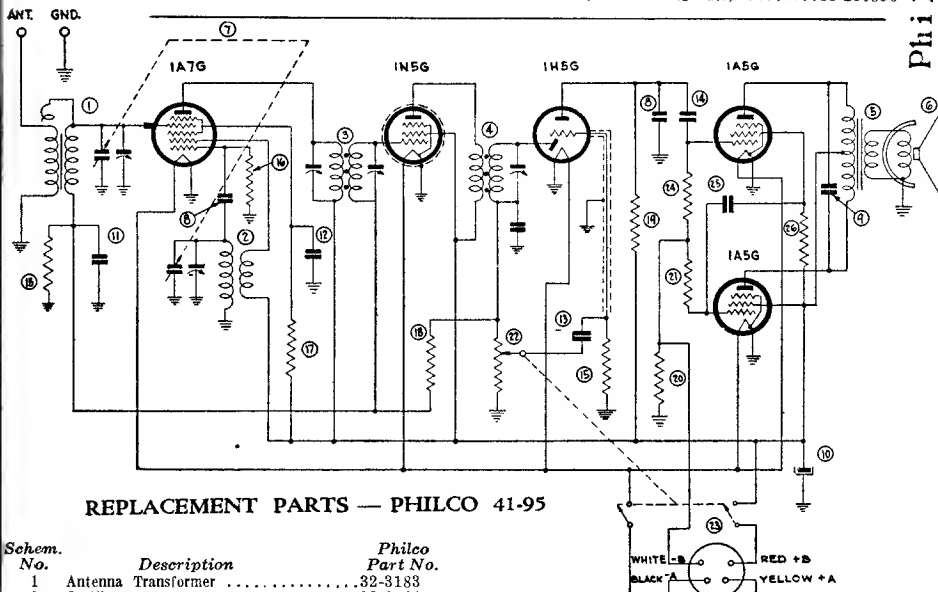 Phi
ANT. GND.
7
1A7G
1N5G
1H5G
1A5G
1
3
4
8
14
5
6
16
24
25
9
8
2
12
19
26
11
15
1A5G
21
17
18
22
13
15
20
10
REPLACEMENT PARTS — PHILCO 41-95
23
WHITE -B
RED +B
BLACK -A
YELLOW +A
Schem. No. Description Philco Part No.
1 Antenna Transformer ...............32-3183